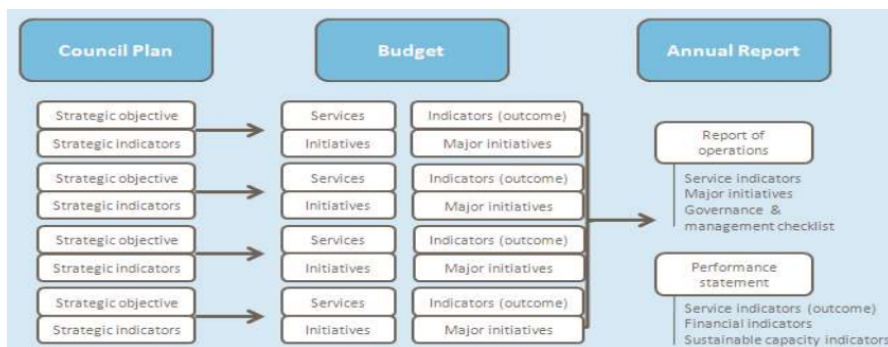 Council Plan
Budget
Annual Report
Strategic objective
Strategic indicators
Services
Initiatives
Indicators (outcome)
Major initiatives
Strategic objective
Strategic indicators
Services
Initiatives
Indicators (outcome)
Major initiatives
Strategic objective
Strategic indicators
Services
Initiatives
Indicators (outcome)
Major initiatives
Strategic objective
Strategic indicators
Services
Initiatives
Indicators (outcome)
Major initiatives
Report of
operations
Service indicators
Major initiatives
Governance &
management checklist
Performance
statement
Service indicators (outcome)
Financial indicators
Sustainable capacity indicators